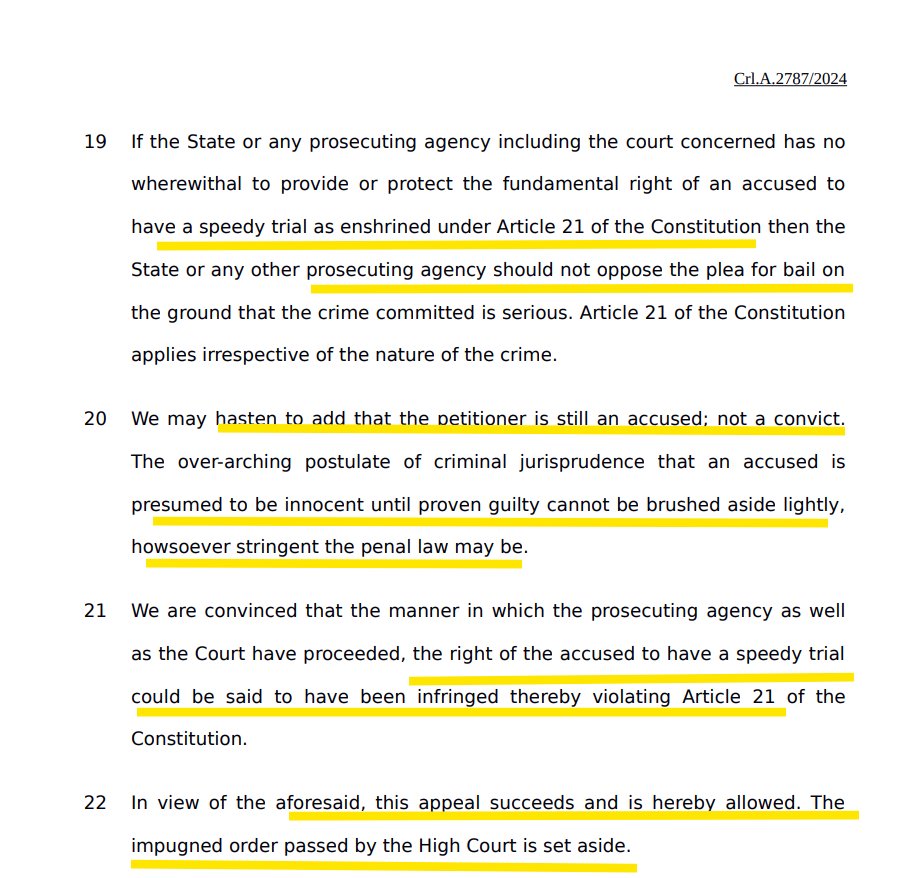 Crl.A.2787/2024
19 If the State or any prosecuting agency including the court concerned has no
wherewithal to provide or protect the fundamental right of an accused to
have a speedy trial as enshrined under Article 21 of the Constitution then the
State or any other prosecuting agency should not oppose the plea for bail on
the ground that the crime committed is serious. Article 21 of the Constitution
applies irrespective of the nature of the crime.
20 We may hasten to add that the petitioner is still an accused; not a convict.
The over-arching postulate of criminal jurisprudence that an accused is
presumed to be innocent until proven guilty cannot be brushed aside lightly,
howsoever stringent the penal law may be.
21 We are convinced that the manner in which the prosecuting agency as well
as the Court have proceeded, the right of the accused to have a speedy trial
could be said to have been infringed thereby violating Article 21 of the
Constitution.
22 In view of the aforesaid, this appeal succeeds and is hereby allowed. The
impugned order passed by the High Court is set aside.